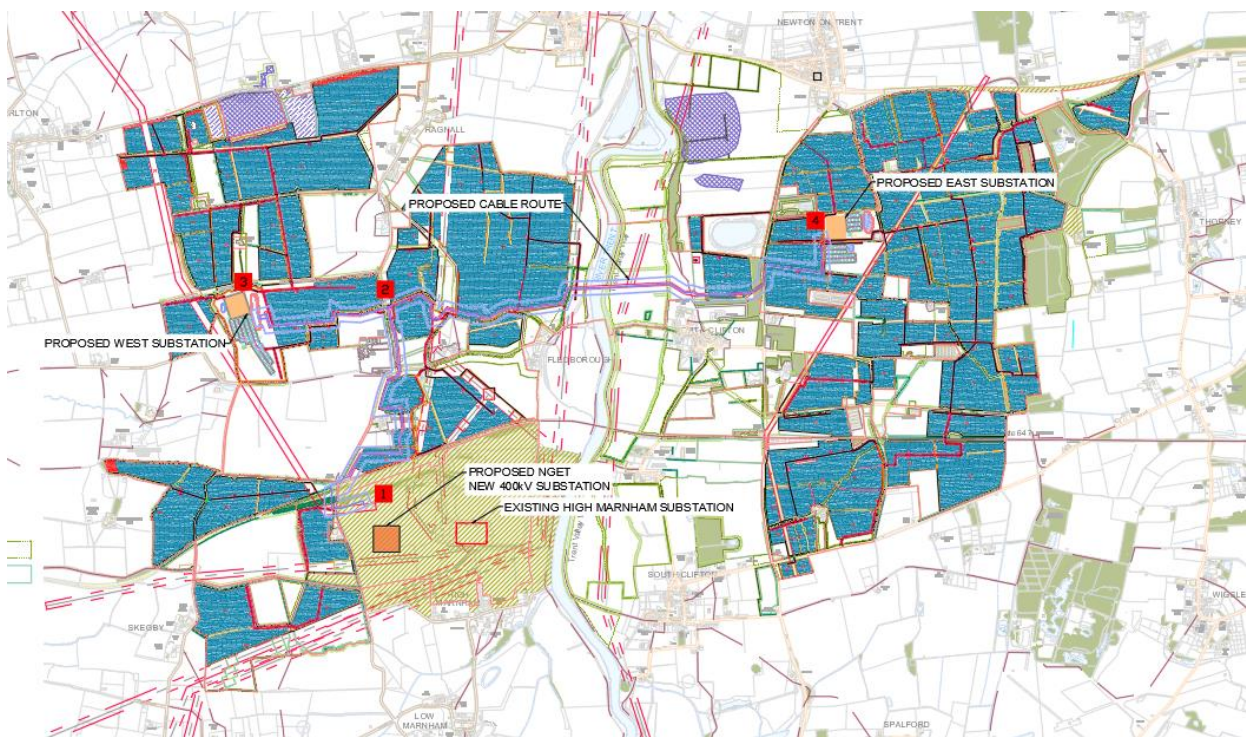 NEWTON ON TRENT
RAGNALL
PROPOSED CABLE ROUTE
PROPOSED EAST SUBSTATION
4
THORNEY
3
2
PROPOSED WEST SUBSTATION
FLEDBOROUGH
1
PROPOSED NGET
NEW 400kV SUBSTATION
EXISTING HIGH MARNHAM SUBSTATION
SOUTH CLIFTON
SKEGBY
LOW
MARNHAM
SPALFORD